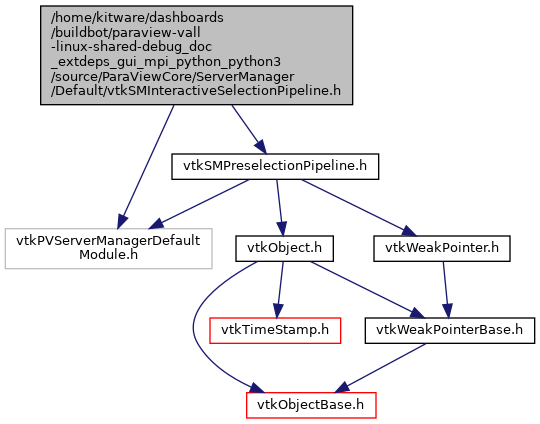 /home/kitware/dashboards
/buildbot/paraview-vall
-linux-shared-debug_doc
_extdeps_gui_mpi_python_python3
/source/ParaViewCore/ServerManager
/Default/vtkSMInteractiveSelectionPipeline.h
vtkSMPreselectionPipeline.h
vtkPVServerManagerDefault
Module.h
vtkObject.h
vtkWeakPointer.h
vtkTimeStamp.h
vtkWeakPointerBase.h
vtkObjectBase.h